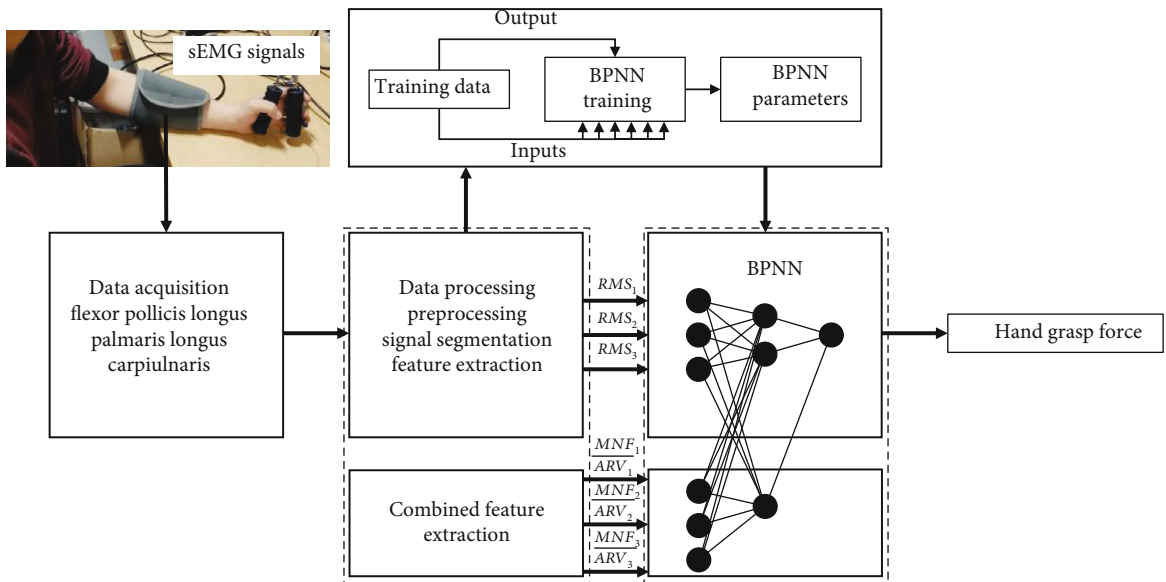 sEMG signals
Output
Training data
BPNN
training
BPNN
parameters
Inputs
Data acquisition
flexor pollicis longus
palmaris longus
carpiulnaris
Data processing
preprocessing
signal segmentation
feature extraction
RMS₁
RMS₂
RMS₃
BPNN
Hand grasp force
Combined feature
extraction
MNF₁
ARV₁
MNF₂
ARV₂
MNF₃
ARV₃